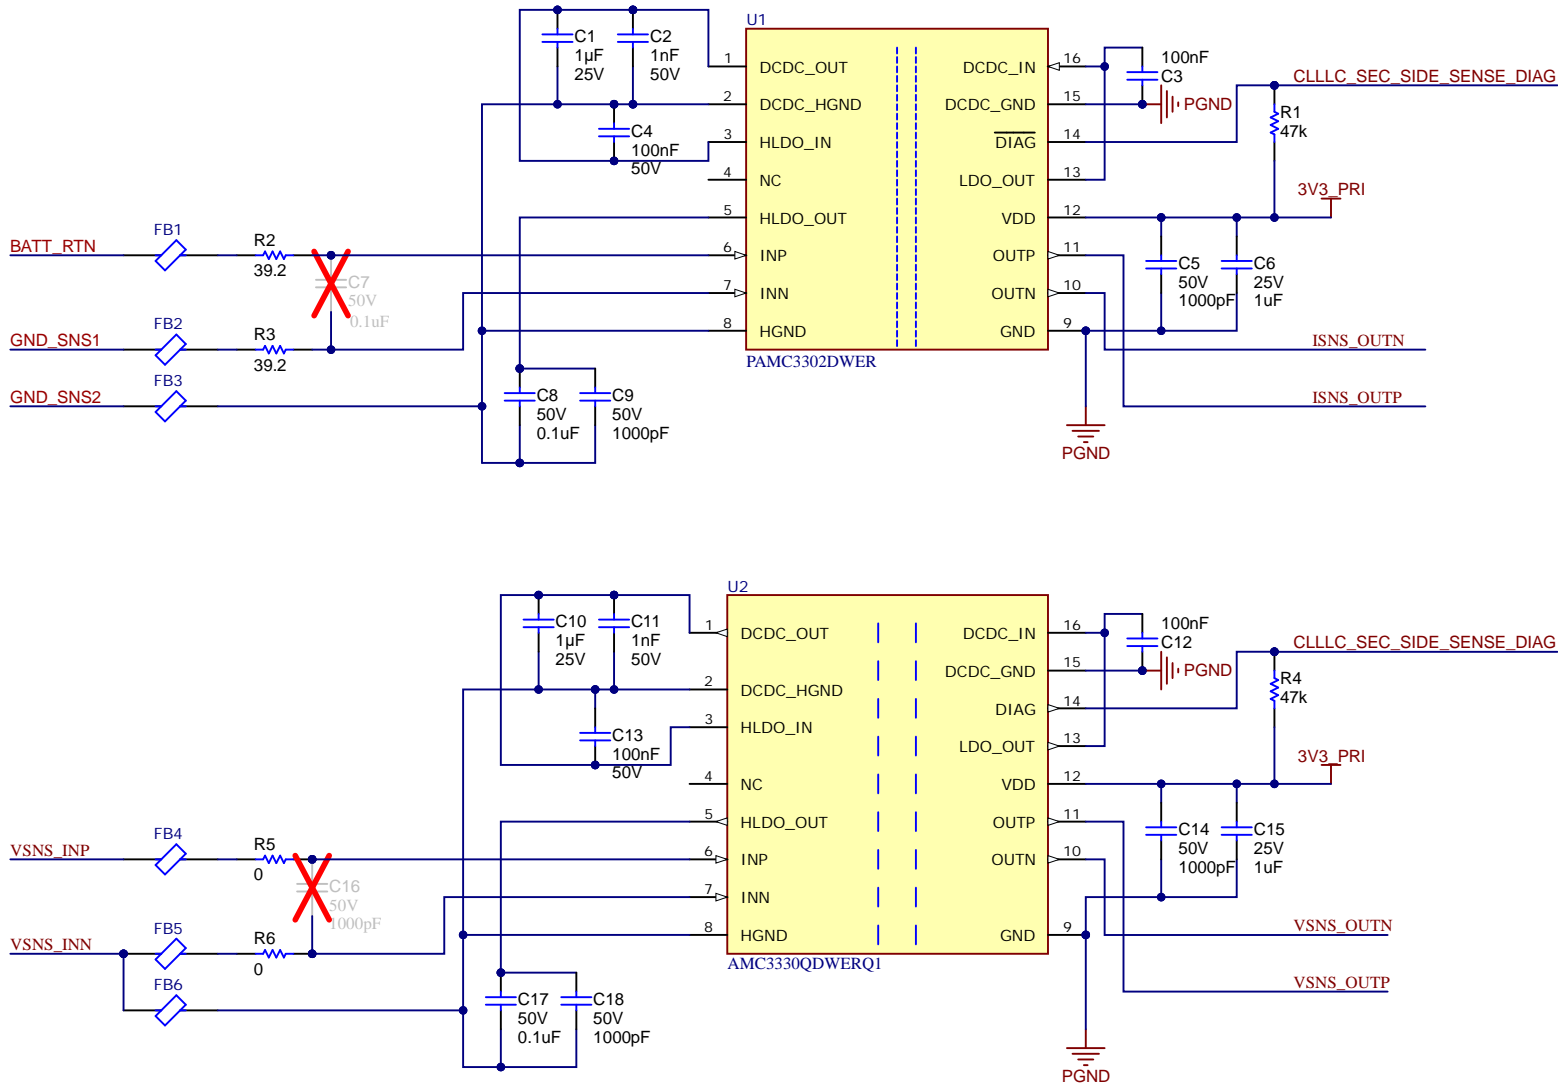 U1
C1
1µF
25V
C2
1nF
50V
C4
100nF
50V
1
DCDC_OUT
2
DCDC_HGND
3
HLDO_IN
4
NC
5
HLDO_OUT
6
INP
7
INN
8
HGND
DCDC_IN
16
DCDC_GND
15
DIAG
14
LDO_OUT
13
VDD
12
OUTP
11
OUTN
10
GND
9
PAMC3302DWER
100nF
C3
PGND
CLLLC_SEC_SIDE_SENSE_DIAG
R1
47k
3V3_PRI
C5
50V
1000pF
C6
25V
1uF
ISNS_OUTN
ISNS_OUTP
PGND
BATT_RTN
FB1
R2
39.2
C7
50V
0.1uF
GND_SNS1
FB2
R3
39.2
GND_SNS2
FB3
C8
50V
0.1uF
C9
50V
1000pF
U2
C10
1µF
25V
C11
1nF
50V
C13
100nF
50V
1
DCDC_OUT
2
DCDC_HGND
3
HLDO_IN
4
NC
5
HLDO_OUT
6
INP
7
INN
8
HGND
DCDC_IN
16
DCDC_GND
15
DIAG
14
LDO_OUT
13
VDD
12
OUTP
11
OUTN
10
GND
9
AMC3330QDWERQ1
100nF
C12
PGND
CLLLC_SEC_SIDE_SENSE_DIAG
R4
47k
3V3_PRI
C14
50V
1000pF
C15
25V
1uF
VSNS_OUTN
VSNS_OUTP
PGND
VSNS_INP
FB4
R5
0
C16
50V
1000pF
VSNS_INN
FB5
R6
0
FB6
C17
50V
0.1uF
C18
50V
1000pF